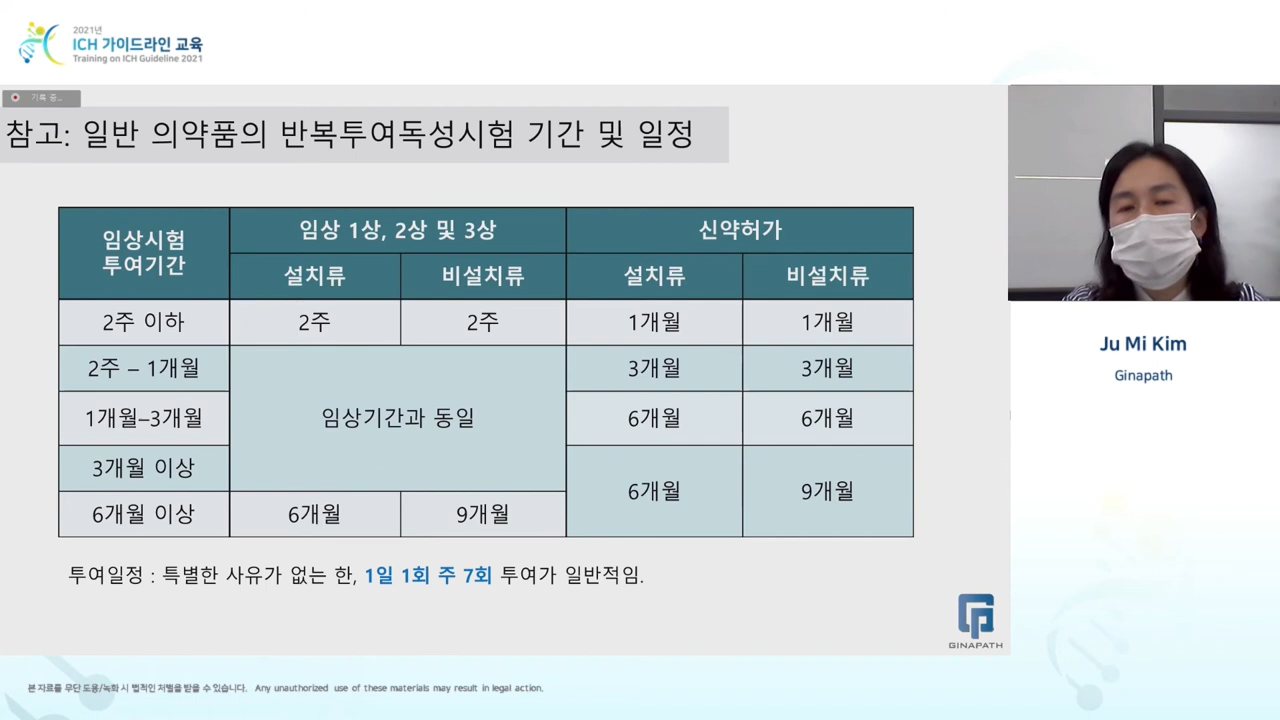 2021년
ICH 가이드라인 교육
Training on ICH Guideline 2021
기록 중...
참고: 일반 의약품의 반복투여독성시험 기간 및 일정
임상시험
투여기간
임상 1상, 2상 및 3상
신약허가
설치류
비설치류
설치류
비설치류
2주 이하
2주
2주
1개월
1개월
2주 – 1개월
임상기간과 동일
3개월
3개월
1개월–3개월
6개월
6개월
3개월 이상
6개월
9개월
6개월 이상
6개월
9개월
투여일정 : 특별한 사유가 없는 한, 1일 1회 주 7회 투여가 일반적임.
GINAPATH
Ju Mi Kim
Ginapath
본 자료를 무단 도용/녹화 시 법적인 처벌을 받을 수 있습니다. Any unauthorized use of these materials may result in legal action.